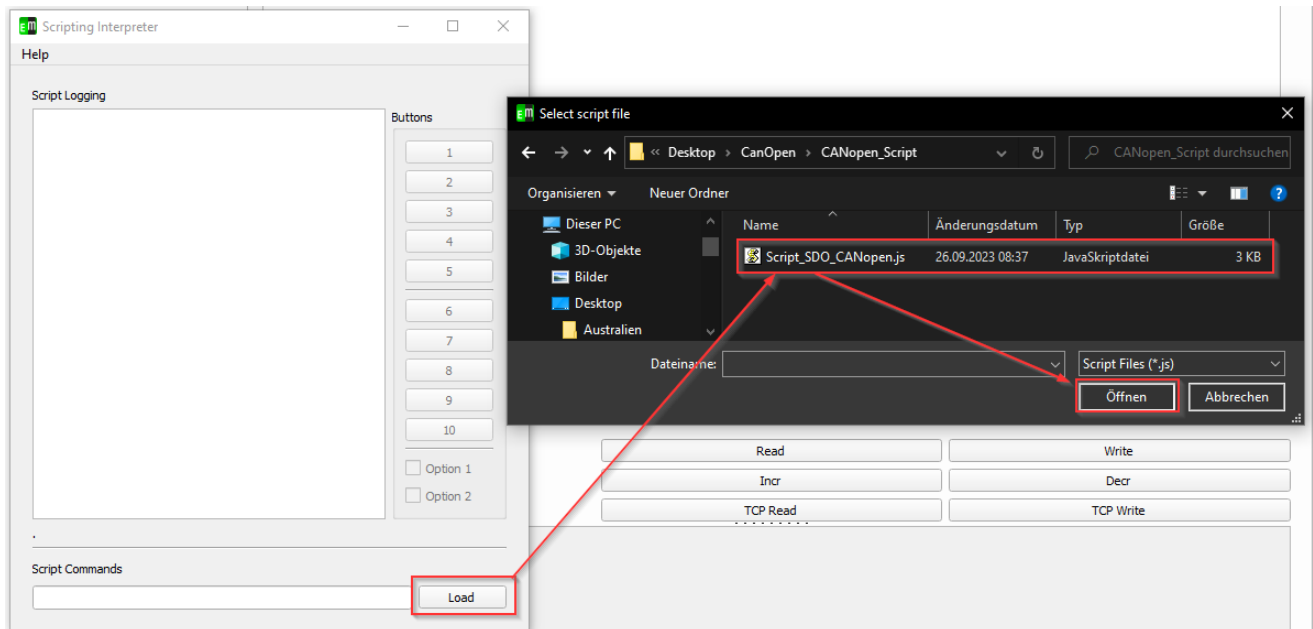 EM Scripting Interpreter
Help
Script Logging
Buttons
1
2
3
4
5
6
7
8
9
10
Option 1
Option 2
.
Script Commands
Load
EM Select script file
« Desktop › CanOpen › CANopen_Script
CANopen_Script durchsuchen
Organisieren Neuer Ordner
?
Dieser PC
3D-Objekte
Bilder
Desktop
Australien
Name Änderungsdatum Typ Größe
Script_SDO_CANopen.js 26.09.2023 08:37 JavaSkriptdatei 3 KB
Dateiname: Script Files (*.js)
Öffnen Abbrechen
Read Write
Incr Decr
TCP Read TCP Write